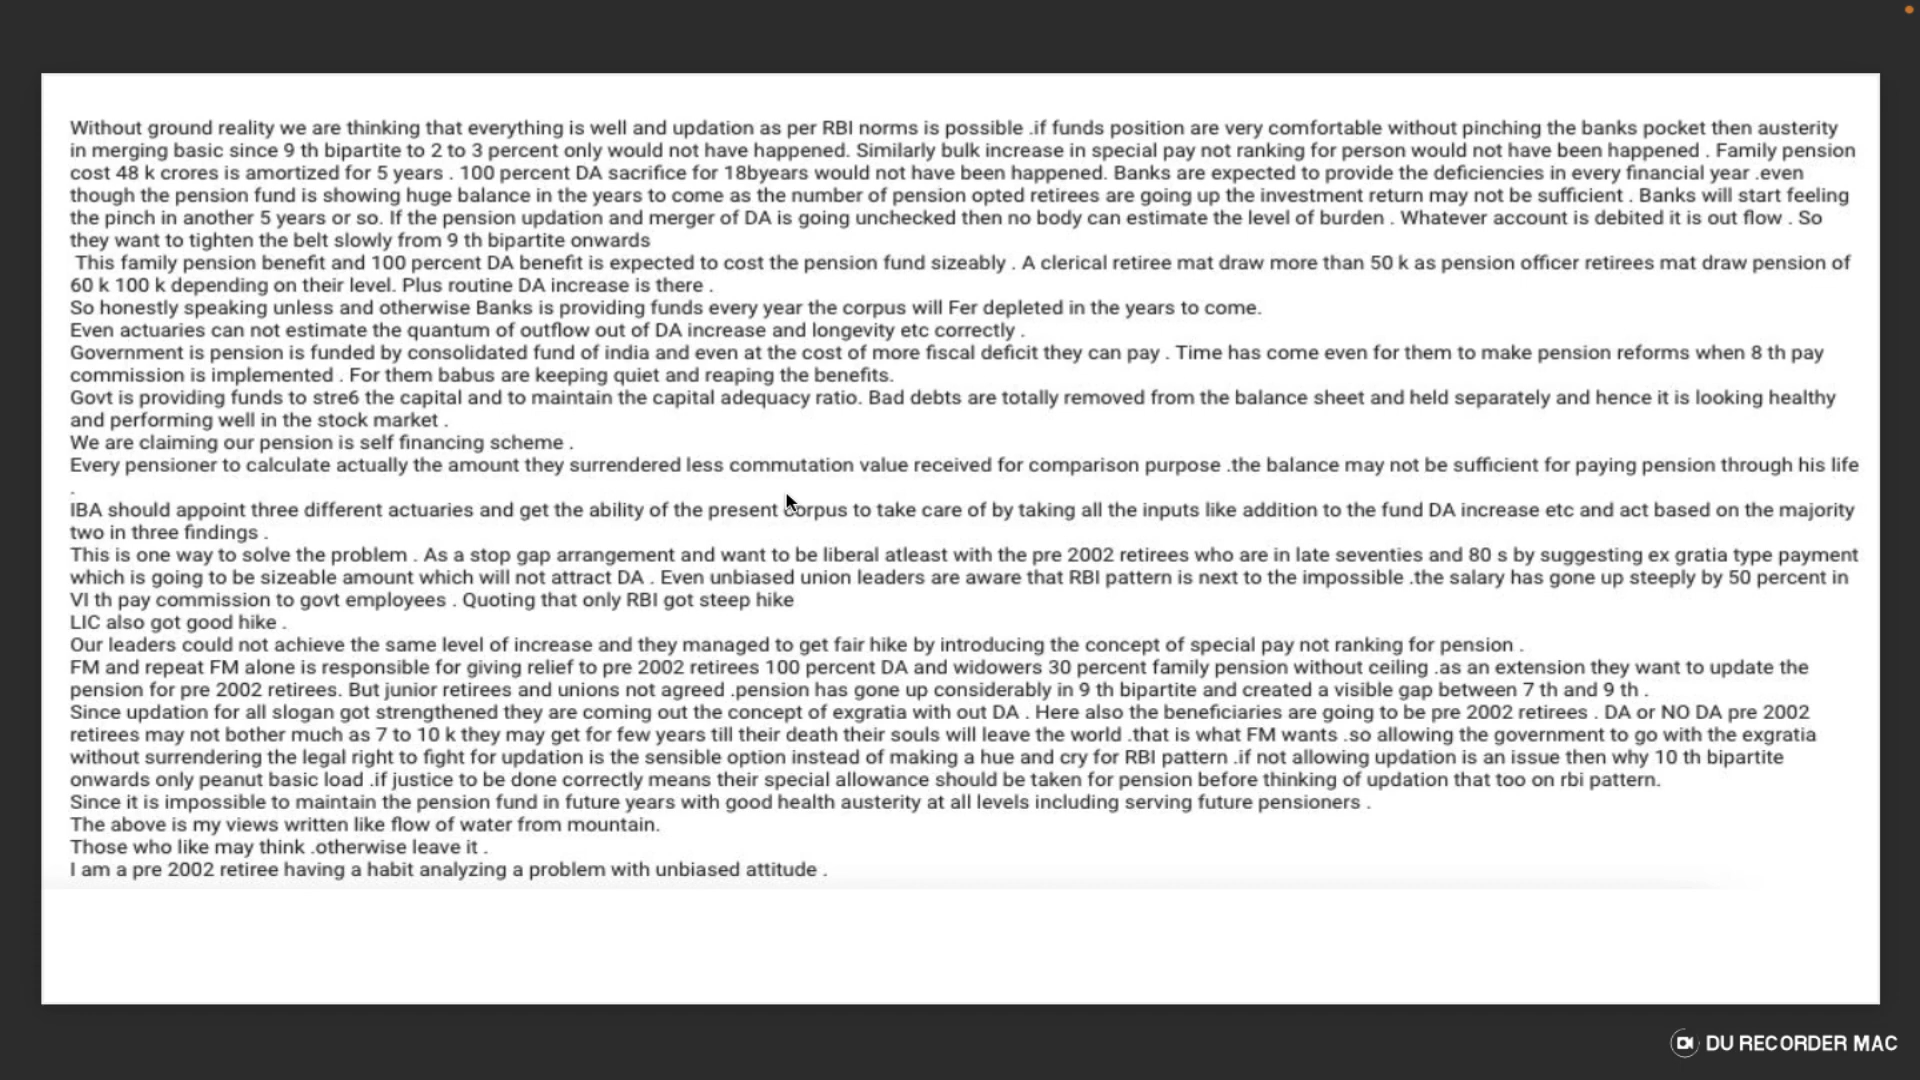 Without ground reality we are thinking that everything is well and updation as per RBI norms is possible .if funds position are very comfortable without pinching the banks pocket then austerity
in merging basic since 9 th bipartite to 2 to 3 percent only would not have happened. Similarly bulk increase in special pay not ranking for person would not have been happened . Family pension
cost 48 k crores is amortized for 5 years . 100 percent DA sacrifice for 18byears would not have been happened. Banks are expected to provide the deficiencies in every financial year .even
though the pension fund is showing huge balance in the years to come as the number of pension opted retirees are going up the investment return may not be sufficient . Banks will start feeling
the pinch in another 5 years or so. If the pension updation and merger of DA is going unchecked then no body can estimate the level of burden . Whatever account is debited it is out flow . So
they want to tighten the belt slowly from 9 th bipartite onwards
This family pension benefit and 100 percent DA benefit is expected to cost the pension fund sizeably . A clerical retiree mat draw more than 50 k as pension officer retirees mat draw pension of
60 k 100 k depending on their level. Plus routine DA increase is there .
So honestly speaking unless and otherwise Banks is providing funds every year the corpus will Fer depleted in the years to come.
Even actuaries can not estimate the quantum of outflow out of DA increase and longevity etc correctly .
Government is pension is funded by consolidated fund of india and even at the cost of more fiscal deficit they can pay . Time has come even for them to make pension reforms when 8 th pay
commission is implemented . For them babus are keeping quiet and reaping the benefits.
Govt is providing funds to stre6 the capital and to maintain the capital adequacy ratio. Bad debts are totally removed from the balance sheet and held separately and hence it is looking healthy
and performing well in the stock market .
We are claiming our pension is self financing scheme .
Every pensioner to calculate actually the amount they surrendered less commutation value received for comparison purpose .the balance may not be sufficient for paying pension through his life
.
IBA should appoint three different actuaries and get the ability of the present corpus to take care of by taking all the inputs like addition to the fund DA increase etc and act based on the majority
two in three findings .
This is one way to solve the problem . As a stop gap arrangement and want to be liberal atleast with the pre 2002 retirees who are in late seventies and 80 s by suggesting ex gratia type payment
which is going to be sizeable amount which will not attract DA . Even unbiased union leaders are aware that RBI pattern is next to the impossible .the salary has gone up steeply by 50 percent in
VI th pay commission to govt employees . Quoting that only RBI got steep hike
LIC also got good hike .
Our leaders could not achieve the same level of increase and they managed to get fair hike by introducing the concept of special pay not ranking for pension .
FM and repeat FM alone is responsible for giving relief to pre 2002 retirees 100 percent DA and widowers 30 percent family pension without ceiling .as an extension they want to update the
pension for pre 2002 retirees. But junior retirees and unions not agreed .pension has gone up considerably in 9 th bipartite and created a visible gap between 7 th and 9 th .
Since updation for all slogan got strengthened they are coming out the concept of exgratia with out DA . Here also the beneficiaries are going to be pre 2002 retirees . DA or NO DA pre 2002
retirees may not bother much as 7 to 10 k they may get for few years till their death their souls will leave the world .that is what FM wants .so allowing the government to go with the exgratia
without surrendering the legal right to fight for updation is the sensible option instead of making a hue and cry for RBI pattern .if not allowing updation is an issue then why 10 th bipartite
onwards only peanut basic load .if justice to be done correctly means their special allowance should be taken for pension before thinking of updation that too on rbi pattern.
Since it is impossible to maintain the pension fund in future years with good health austerity at all levels including serving future pensioners .
The above is my views written like flow of water from mountain.
Those who like may think .otherwise leave it .
I am a pre 2002 retiree having a habit analyzing a problem with unbiased attitude .
DU RECORDER MAC